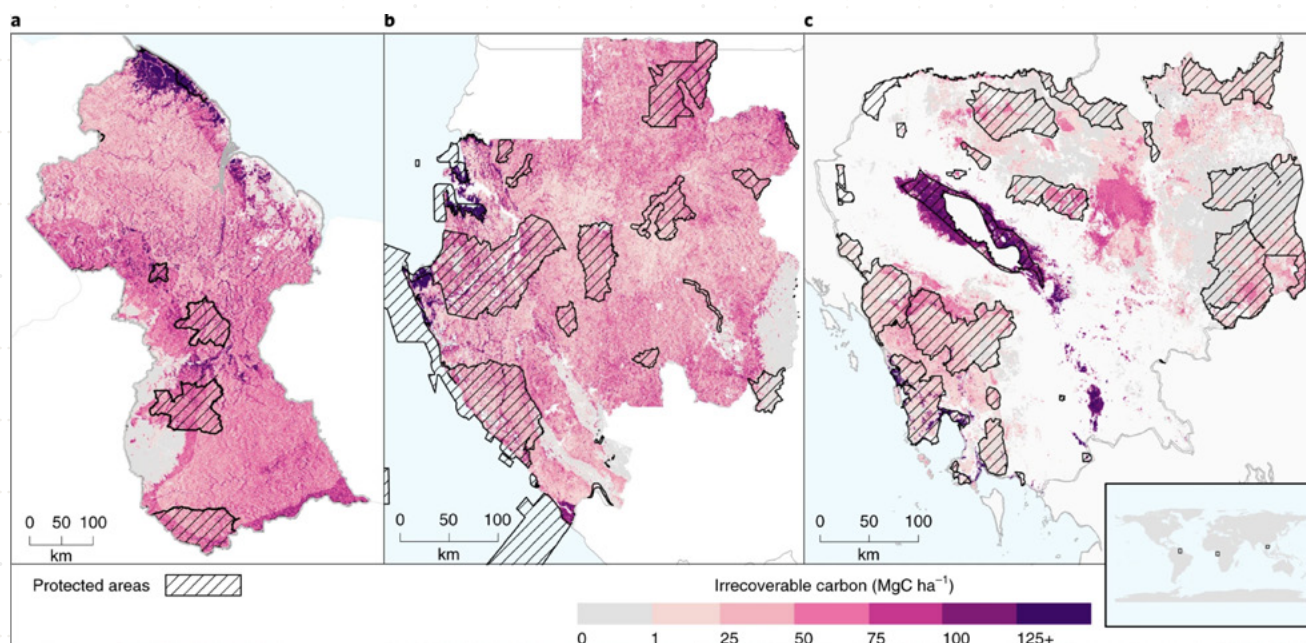 a
b
c
0 50 100
km
0 50 100
km
0 50 100
km
Protected areas
Irrecoverable carbon (MgC ha⁻¹)
0 1 25 50 75 100 125+